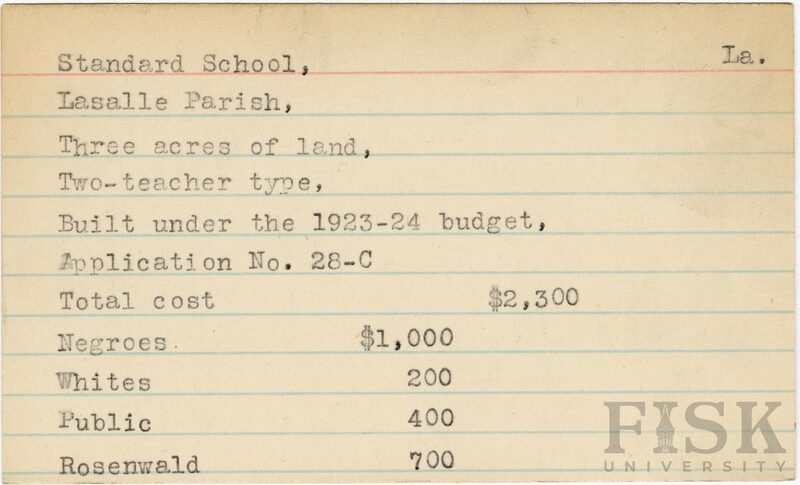 Standard School, La.
Lasalle Parish,
Three acres of land,
Two-teacher type,
Built under the 1923-24 budget,
Application No. 28-C
Total cost $2,300
Negroes $1,000
Whites 200
Public 400
Rosenwald 700
FISK
UNIVERSITY